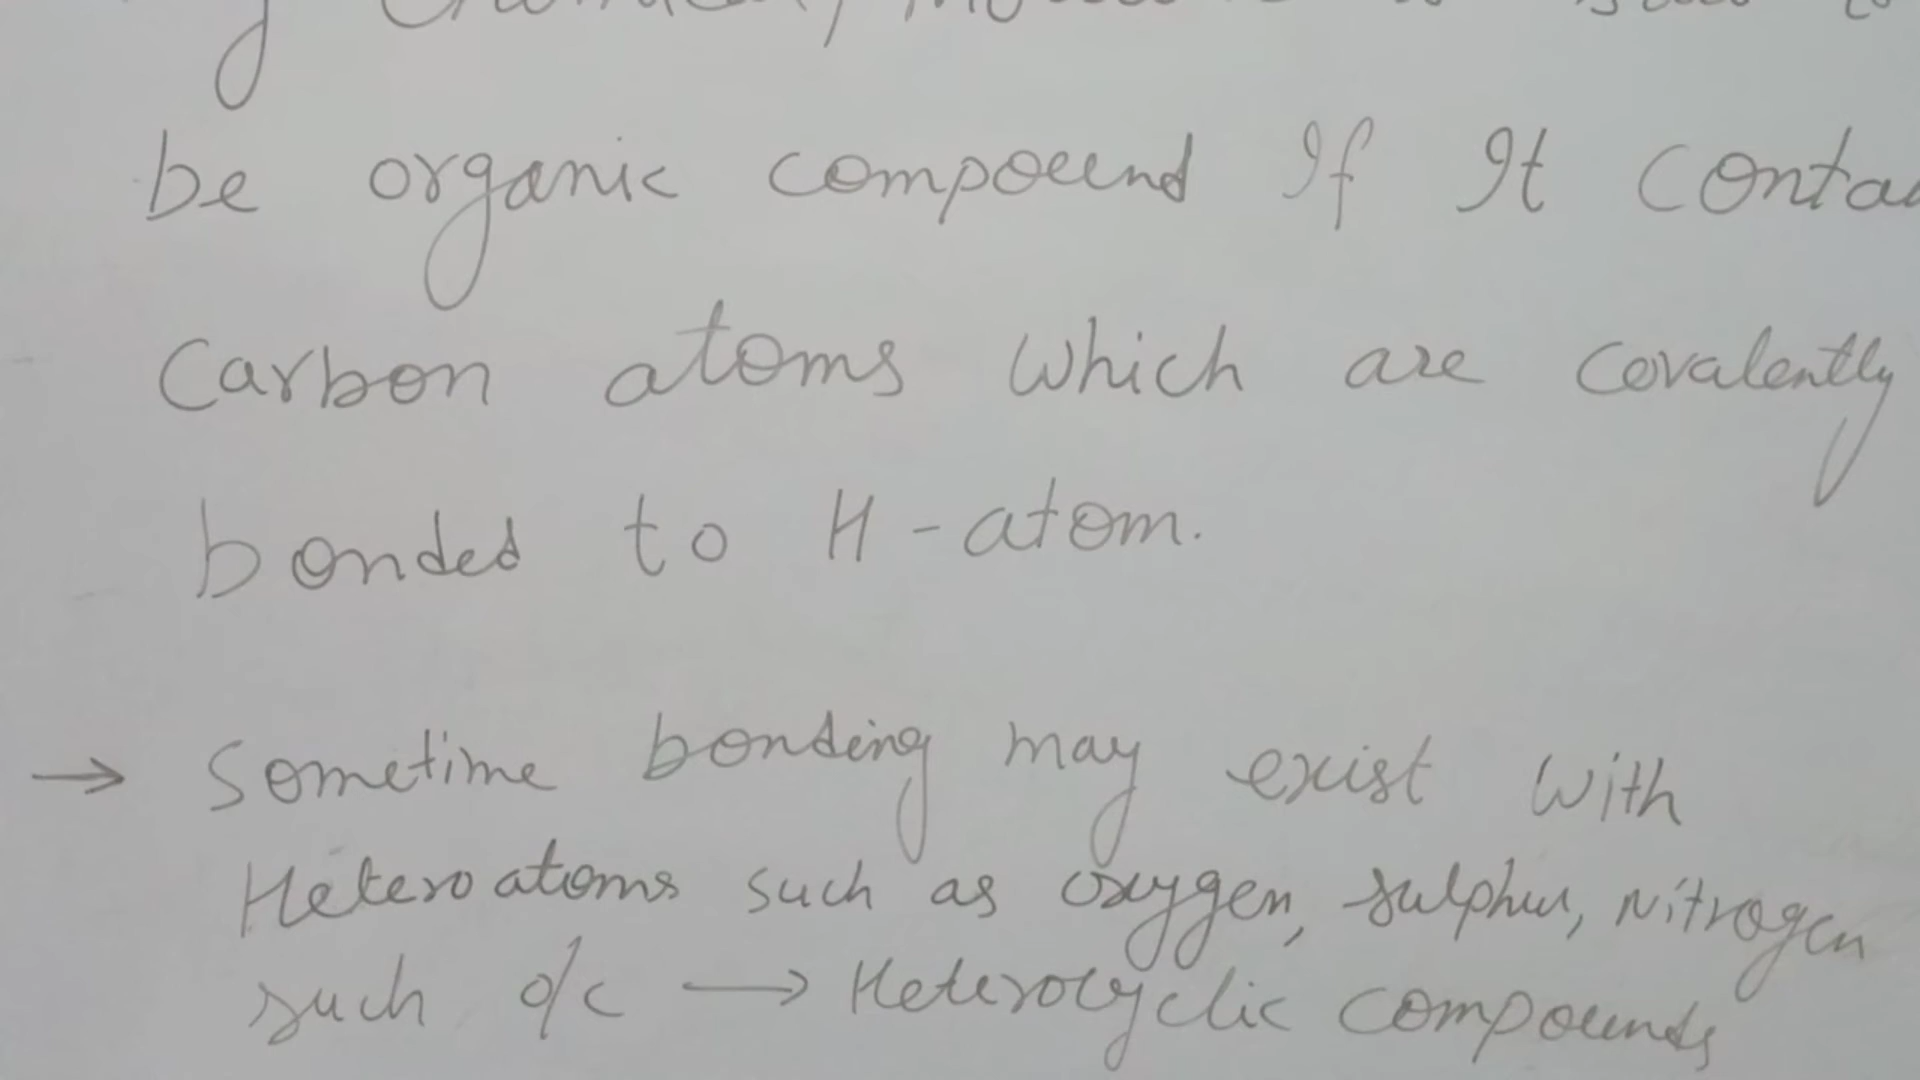 be organic compound If It conta
Carbon atoms which are covalently
bonded to H-atom.
→ Sometime bonding may exist with
Heteroatoms such as oxygen, sulphur, Nitrogen
such o/c → Heterocyclic compounds